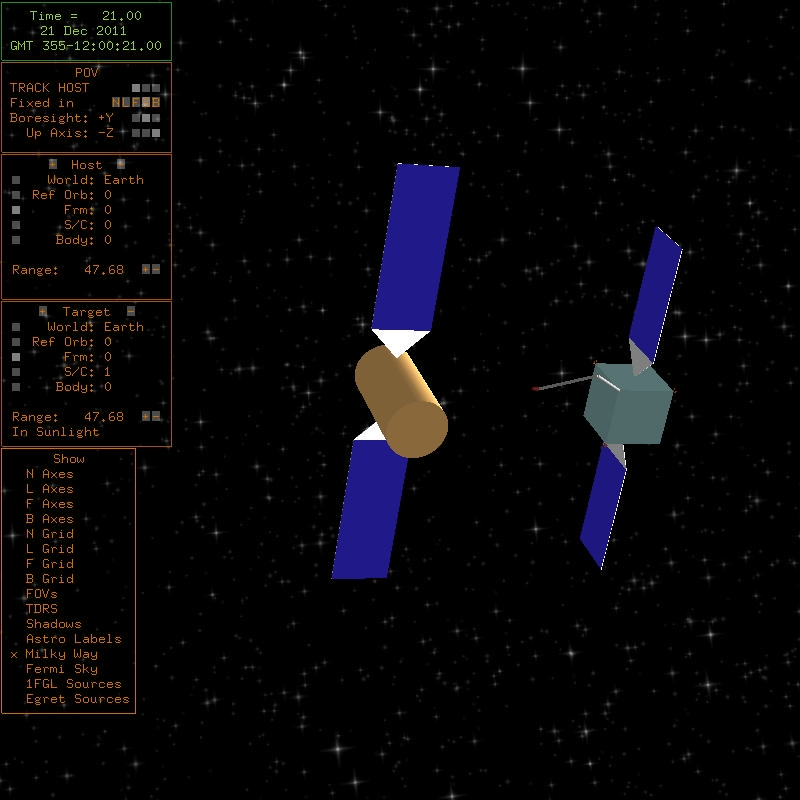 Time =   21.00
21 Dec 2011
GMT 355-12:00:21.00
POV
TRACK HOST
Fixed in NLF B
Boresight: +Y
Up Axis: -Z
+ Host +
World: Earth
Ref Orb: 0
Frm: 0
S/C: 0
Body: 0
Range: 47.68 + -
+ Target -
World: Earth
Ref Orb: 0
Frm: 0
S/C: 1
Body: 0
Range: 47.68 + -
In Sunlight
Show
N Axes
L Axes
F Axes
B Axes
N Grid
L Grid
F Grid
B Grid
FOVs
TDRS
Shadows
Astro Labels
x Milky Way
Fermi Sky
1FGL Sources
Egret Sources